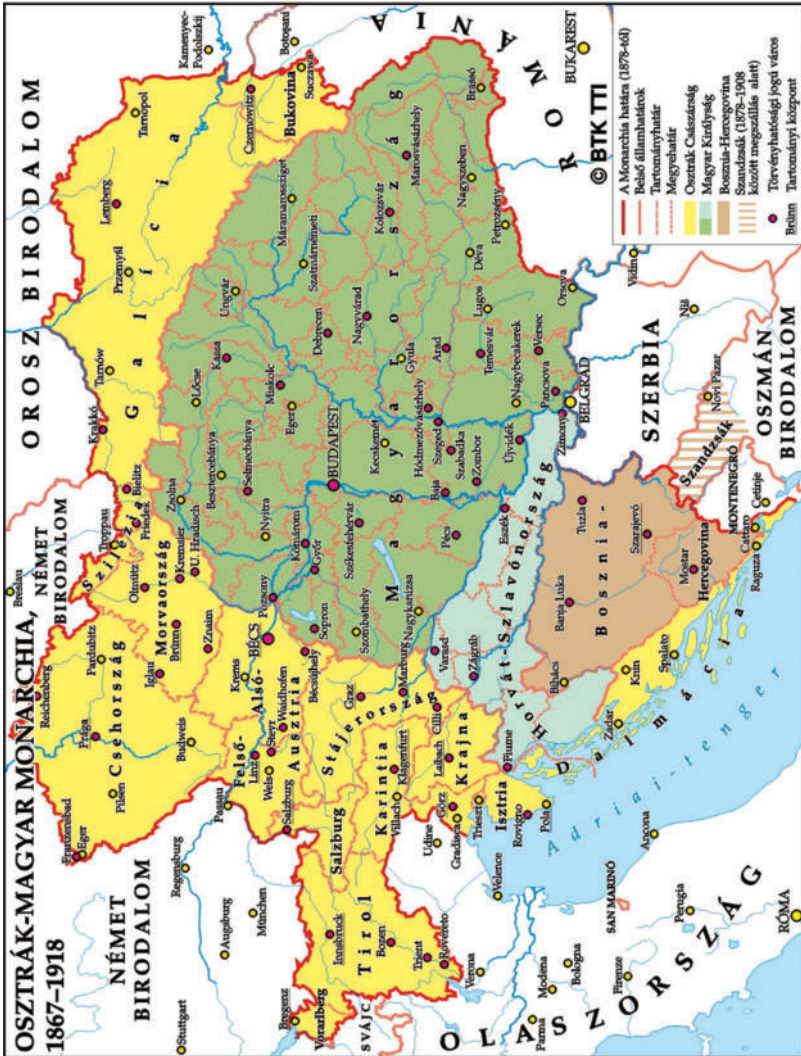 OSZTRÁK-MAGYAR MONARCHIA,
1867–1918
OROSZ BIRODALOM
NÉMET
BIRODALOM
NÉMET
BIRODALOM
ROMÁNIA
SZERBIA
OSZMÁN
BIRODALOM
MONTENEGRÓ
OLASZORSZÁG
SVÁJC
SAN MARINÓ
Adriai-tenger
Csehország
Morvaország
Szilézia
Galícia
Bukovina
Felső-
Alsó-
Ausztria
Salzburg
Stájerország
Karintia
Krajna
Isztria
Tirol
Vorarlberg
Dalmácia
Magyarország
Horvát-Szlavónország
Bosznia-
Hercegovina
Szandzsák
Breslau
Reichenberg
Franzensbad
Eger
Prága
Pardubitz
Pilsen
Budweis
Iglau
Olmütz
Brünn
Znaim
Kremsier
U. Hradisch
Troppau
Friedek
Bielitz
Krakkó
Tarnów
Przemyśl
Lemberg
Tarnopol
Kamenyec-
Podolszkij
Czernowitz
Suczawa
Botoşani
Stuttgart
Augsburg
München
Regensburg
Passau
Linz
Wels
Steyr
Waidhofen
Krems
BÉCS
Bécsújhely
Salzburg
Bregenz
Innsbruck
Bozen
Trient
Rovereto
Graz
Marburg
Cilli
Klagenfurt
Villach
Laibach
Görz
Gradisca
Trieszt
Rovigno
Pola
Fiume
Udine
Velence
Verona
Parma
Modena
Bologna
Firenze
Perugia
Ancona
RÓMA
Pozsony
Sopron
Szombathely
Nagykanizsa
Győr
Komárom
Nyitra
Zsolna
Besztercebánya
Selmecbánya
Lőcse
Kassa
Miskolc
Eger
Ungvár
Máramarossziget
Szatmárnémeti
Debrecen
Nagyvárad
BUDAPEST
Székesfehérvár
Kecskemét
Gyula
Pécs
Baja
Szeged
Hódmezővásárhely
Szabadka
Zombor
Újvidék
Arad
Temesvár
Nagybecskerek
Lugos
Versec
Pancsova
Zimony
BELGRÁD
Kolozsvár
Marosvásárhely
Brassó
Nagyszeben
Déva
Petrozsény
Orsova
Vidin
Niš
BUKAREST
Varasd
Zágráb
Eszék
Bihács
Banja Luka
Tuzla
Szarajevó
Mostar
Knin
Zadar
Spalato
Raguza
Cattaro
Cetinje
Novi Pazar
© BTK TTI
A Monarchia határa (1878-tól)
Belső államhatárok
Tartományhatár
Megyehatár
Osztrák Császárság
Magyar Királyság
Bosznia-Hercegovina
Szandzsák (1878–1908
között megszállás alatt)
Törvényhatósági jogú város
Brünn Tartományi központ